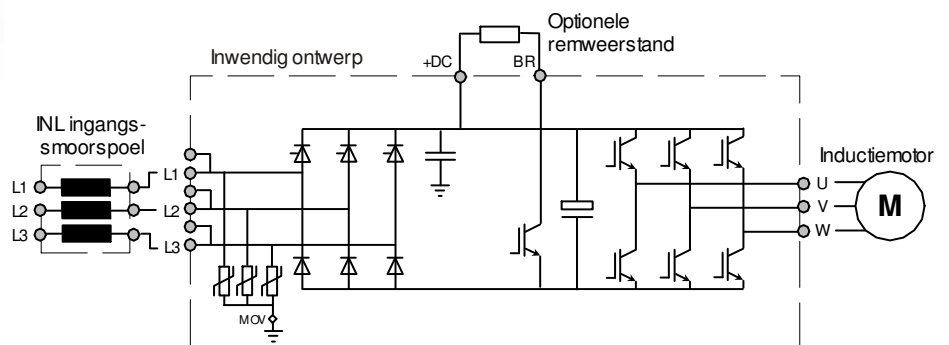 Optionele
remweerstand
Inwendig ontwerp
+DC
BR
INL ingangs-
smoorspoel
L1
L2
L3
L1
L2
L3
MOV
Inductiemotor
U
V
W
M